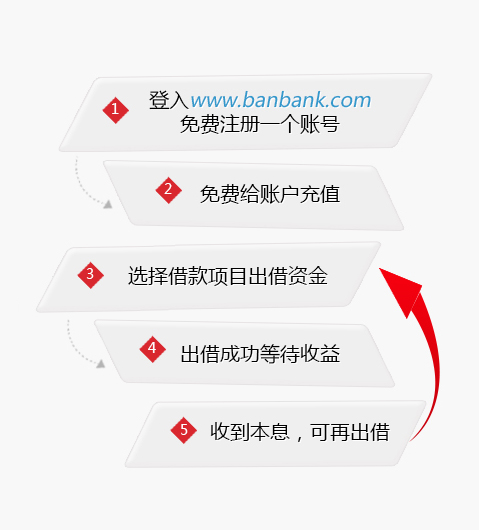 1
登入www.banbank.com
免费注册一个账号
2
免费给账户充值
3
选择借款项目出借资金
4
出借成功等待收益
5
收到本息，可再出借